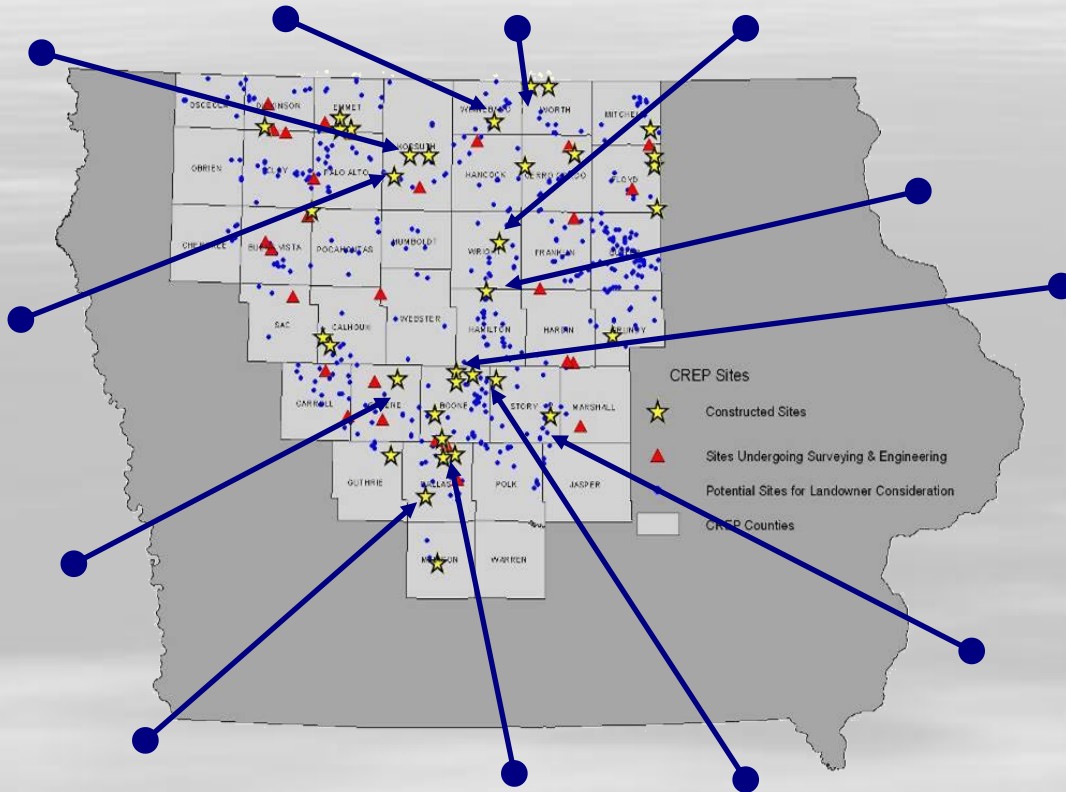 OSCEOLA
DICKINSON
EMMET
WINNEBAGO
WORTH
MITCHELL
KOSSUTH
OBRIEN
CLAY
PALO ALTO
HANCOCK
CERRO GORDO
FLOYD
CHEROKEE
BUENA VISTA
POCAHONTAS
HUMBOLDT
WRIGHT
FRANKLIN
SAC
CALHOUN
WEBSTER
HAMILTON
HARDIN
GRUNDY
CREP Sites
CARROLL
GREENE
BOONE
STORY
MARSHALL
Constructed Sites
Sites Undergoing Surveying & Engineering
GUTHRIE
DALLAS
POLK
JASPER
Potential Sites for Landowner Consideration
CREP Counties
MADISON
WARREN